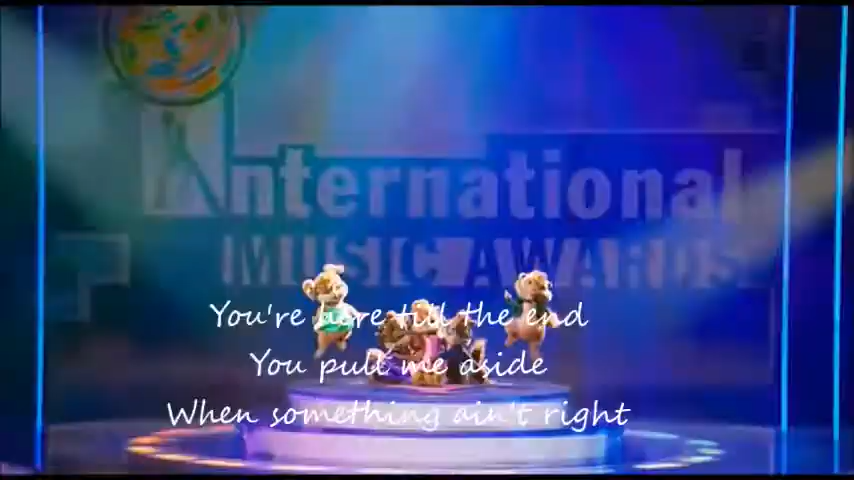 International
MUSIC AWARDS
You're here till the end
You pull me aside
When something ain't right